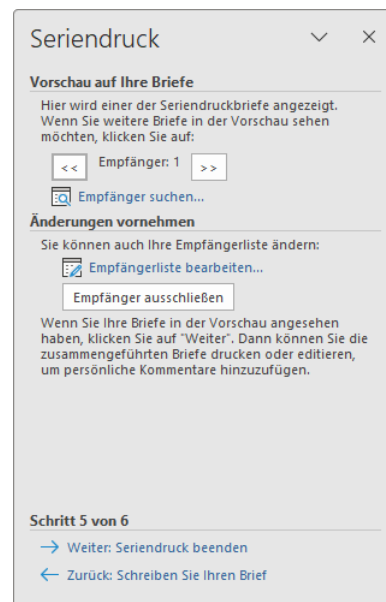 Seriendruck
Vorschau auf Ihre Briefe
Hier wird einer der Seriendruckbriefe angezeigt.
Wenn Sie weitere Briefe in der Vorschau sehen
möchten, klicken Sie auf:
<< Empfänger: 1 >>
Empfänger suchen...
Änderungen vornehmen
Sie können auch Ihre Empfängerliste ändern:
Empfängerliste bearbeiten...
Empfänger ausschließen
Wenn Sie Ihre Briefe in der Vorschau angesehen
haben, klicken Sie auf "Weiter". Dann können Sie die
zusammengeführten Briefe drucken oder editieren,
um persönliche Kommentare hinzuzufügen.
Schritt 5 von 6
Weiter: Seriendruck beenden
Zurück: Schreiben Sie Ihren Brief